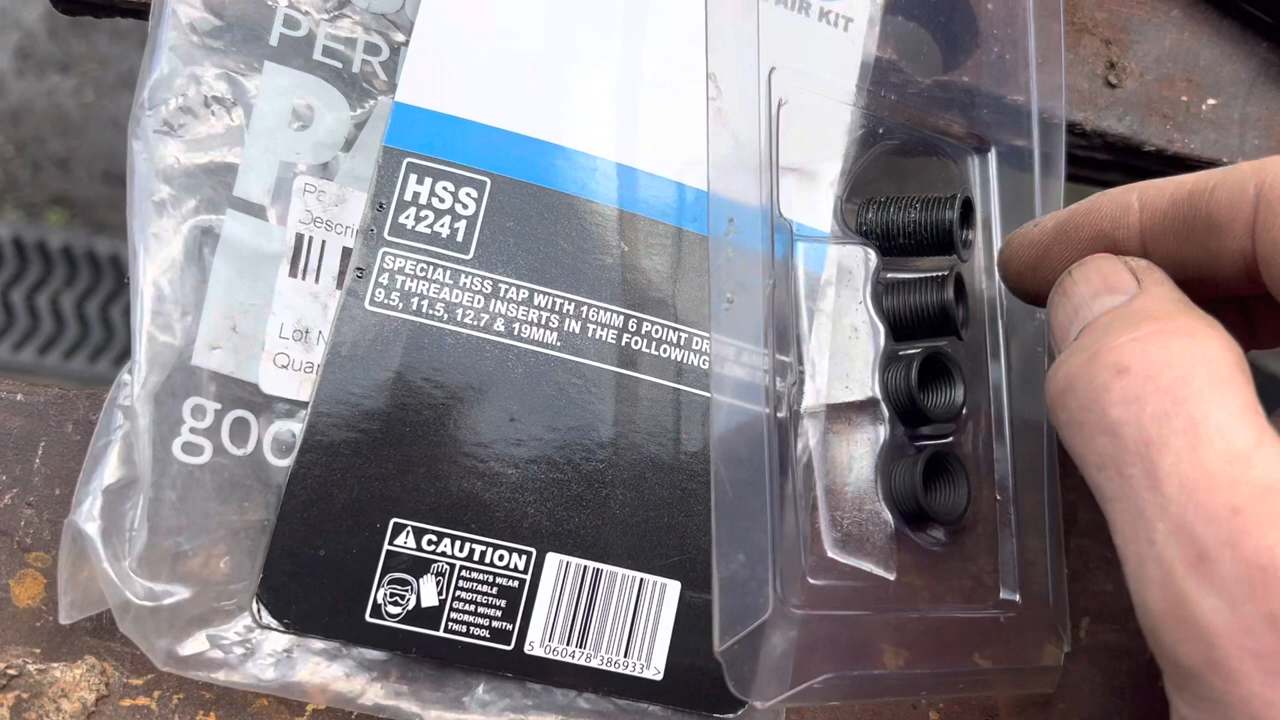 PER
KIT
HSS
4241
SPECIAL HSS TAP WITH 16MM 6 POINT
4 THREADED INSERTS IN THE FOLLOWING
9.5, 11.5, 12.7 & 19MM.
Lot
goo
CAUTION
ALWAYS WEAR
SUITABLE
PROTECTIVE
GEAR WHEN
WORKING WITH
THIS TOOL
5 060478 386933 >